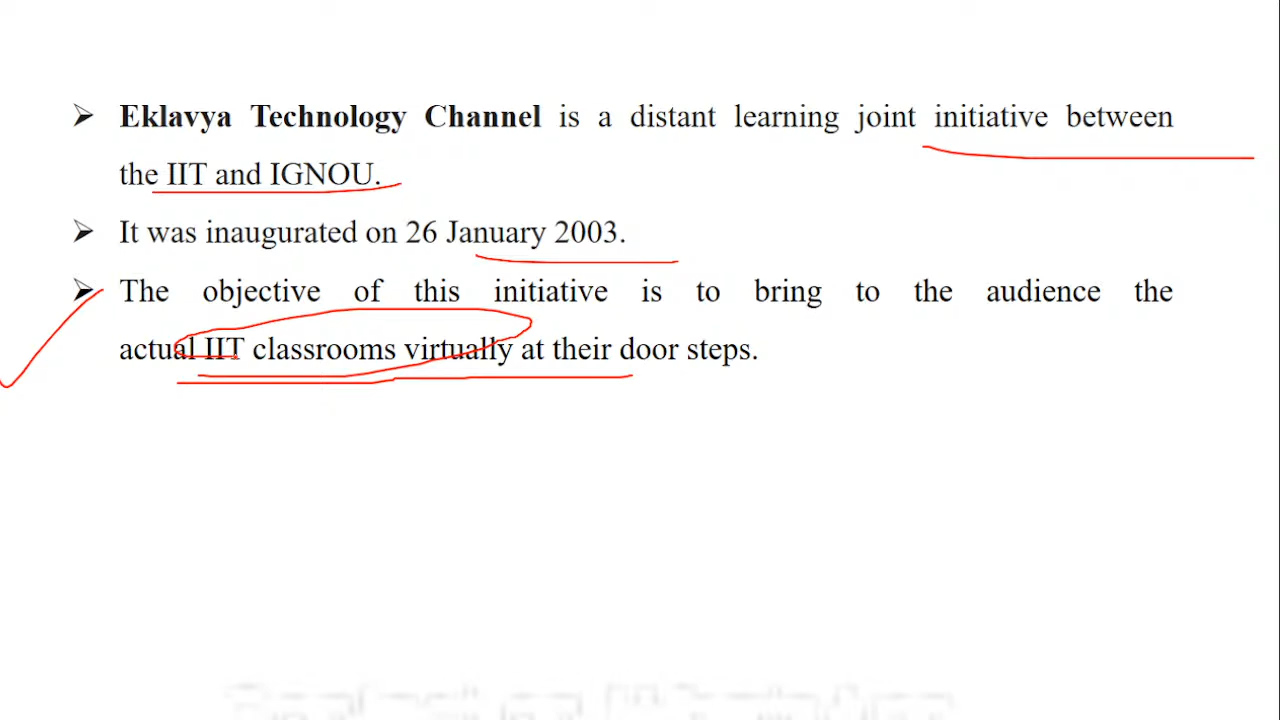 ➢ Eklavya Technology Channel is a distant learning joint initiative between
the IIT and IGNOU.
➢ It was inaugurated on 26 January 2003.
➢ The objective of this initiative is to bring to the audience the
actual IIT classrooms virtually at their door steps.